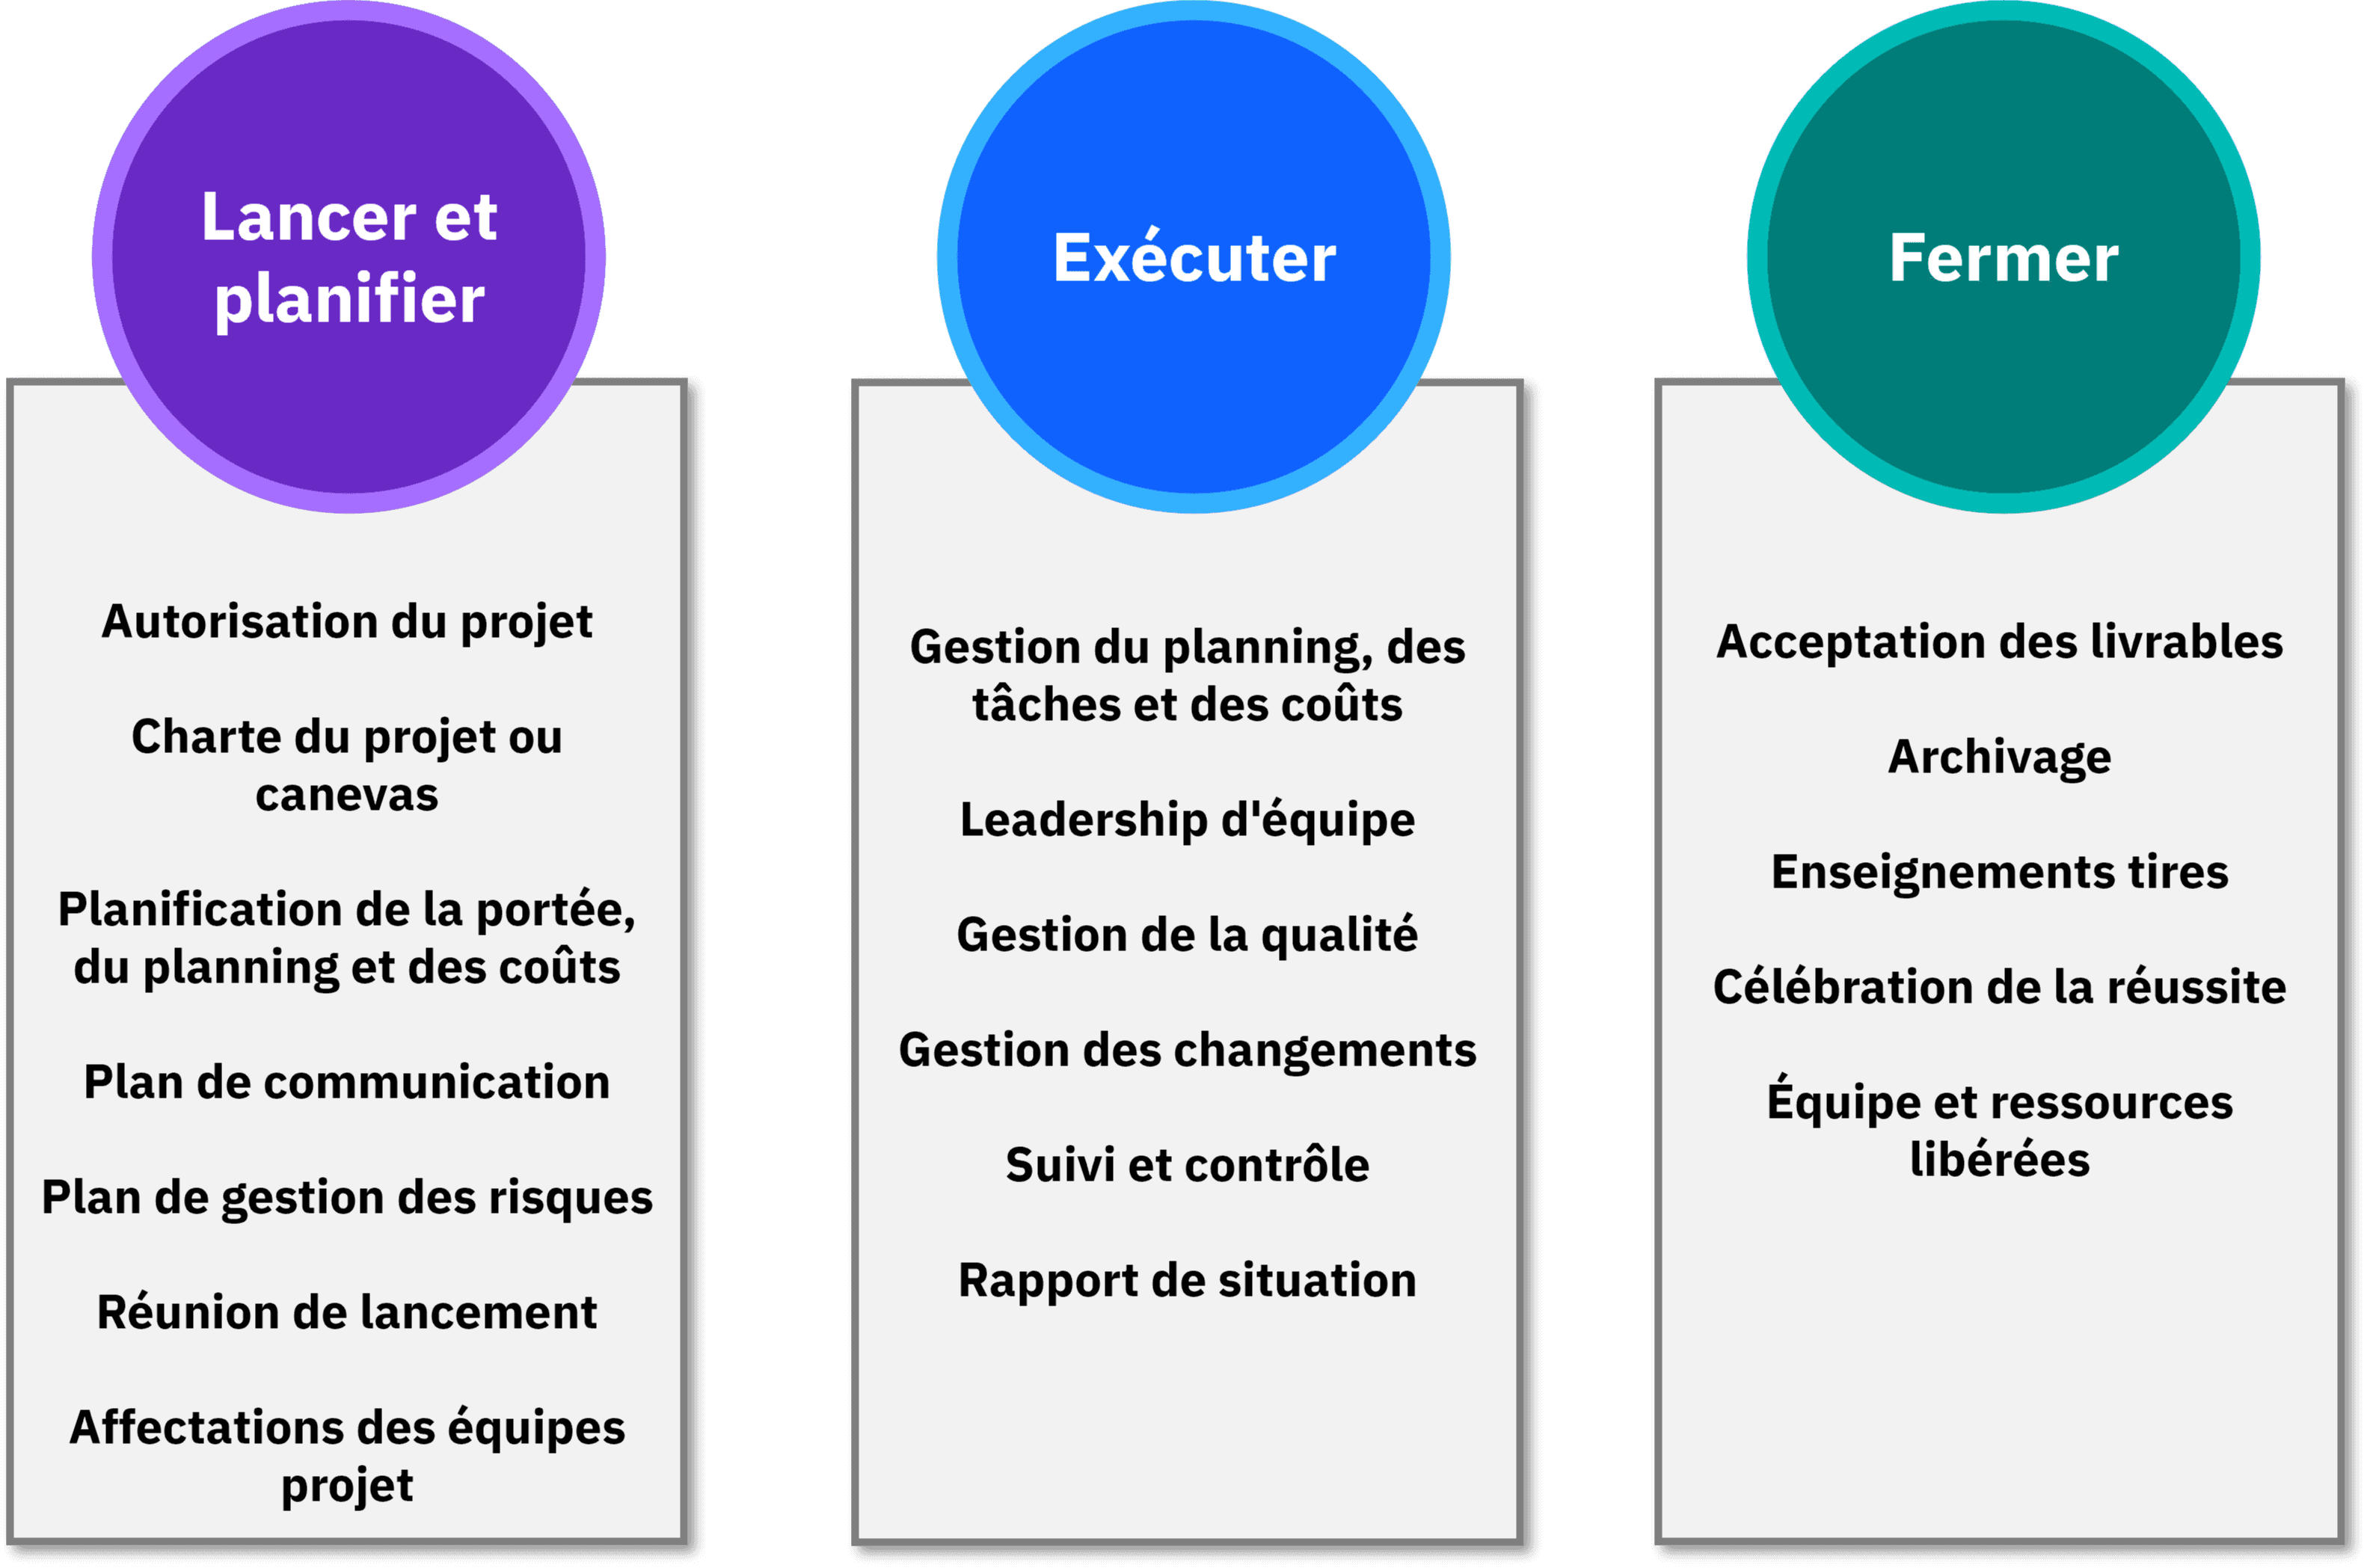 Lancer et
planifier
Autorisation du projet
Charte du projet ou
canevas
Planification de la portée,
du planning et des coûts
Plan de communication
Plan de gestion des risques
Réunion de lancement
Affectations des équipes
projet
Exécuter
Gestion du planning, des
tâches et des coûts
Leadership d'équipe
Gestion de la qualité
Gestion des changements
Suivi et contrôle
Rapport de situation
Fermer
Acceptation des livrables
Archivage
Enseignements tires
Célébration de la réussite
Équipe et ressources
libérées